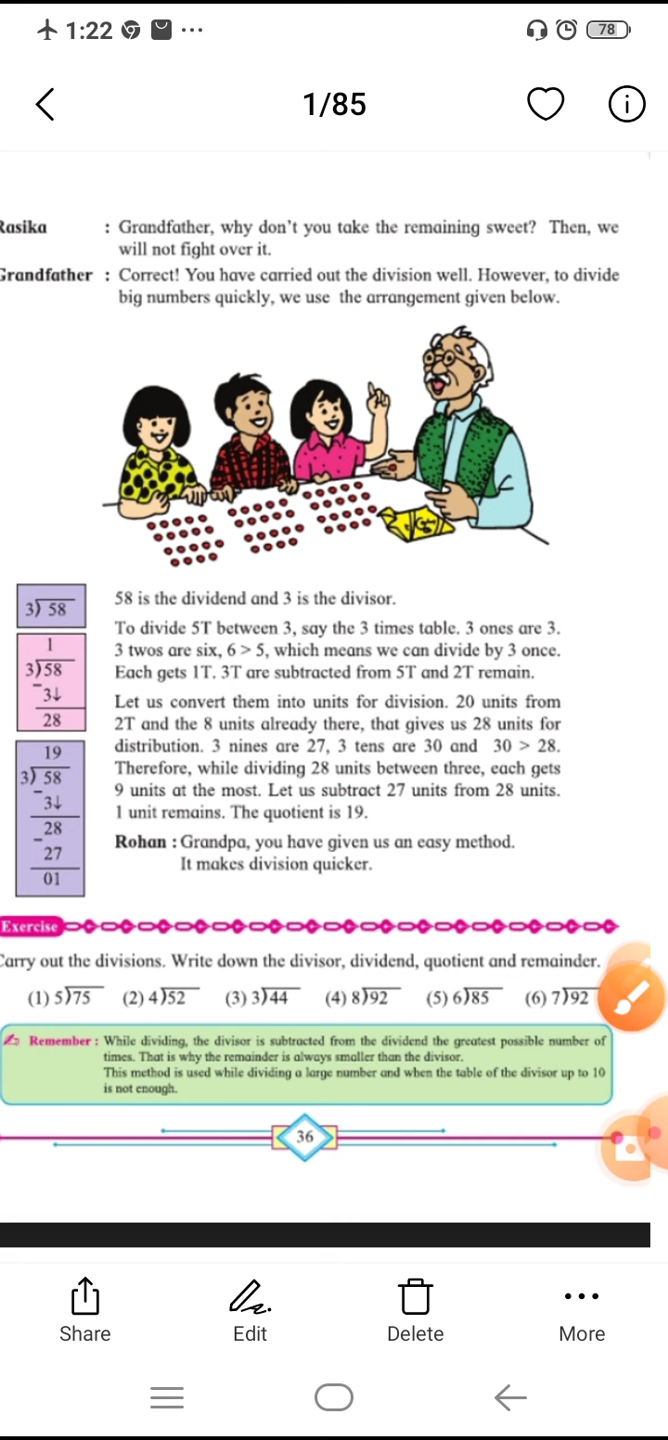 1:22 ...
78
1/85
Rasika : Grandfather, why don't you take the remaining sweet? Then, we
will not fight over it.
Grandfather : Correct! You have carried out the division well. However, to divide
big numbers quickly, we use the arrangement given below.
3) 58
58 is the dividend and 3 is the divisor.
To divide 5T between 3, say the 3 times table. 3 ones are 3.
3 twos are six, 6 > 5, which means we can divide by 3 once.
Each gets 1T. 3T are subtracted from 5T and 2T remain.
1
3)58
-3↓
28
Let us convert them into units for division. 20 units from
2T and the 8 units already there, that gives us 28 units for
distribution. 3 nines are 27, 3 tens are 30 and 30 > 28.
Therefore, while dividing 28 units between three, each gets
9 units at the most. Let us subtract 27 units from 28 units.
1 unit remains. The quotient is 19.
19
3) 58
-3↓
-28
27
01
Rohan : Grandpa, you have given us an easy method.
It makes division quicker.
Exercise
Carry out the divisions. Write down the divisor, dividend, quotient and remainder.
(1) 5)75 (2) 4)52 (3) 3)44 (4) 8)92 (5) 6)85 (6) 7)92
Remember : While dividing, the divisor is subtracted from the dividend the greatest possible number of
times. That is why the remainder is always smaller than the divisor.
This method is used while dividing a large number and when the table of the divisor up to 10
is not enough.
36
Share Edit Delete More